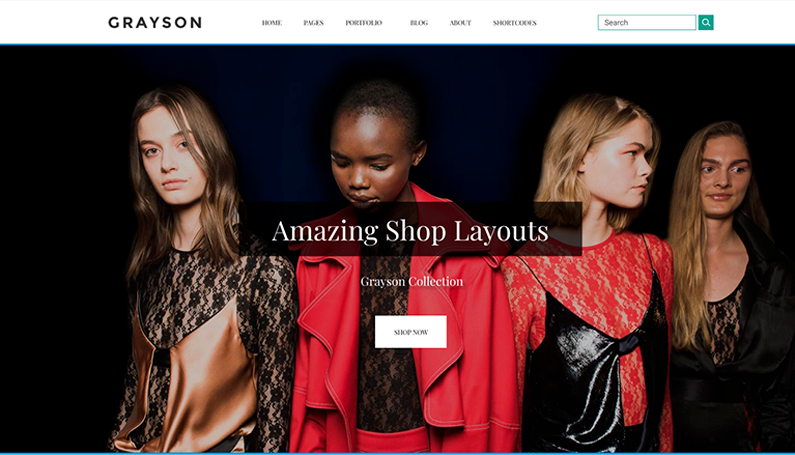 GRAYSON
HOME PAGES PORTFOLIO BLOG ABOUT SHORTCODES
Search
Amazing Shop Layouts
Grayson Collection
SHOP NOW